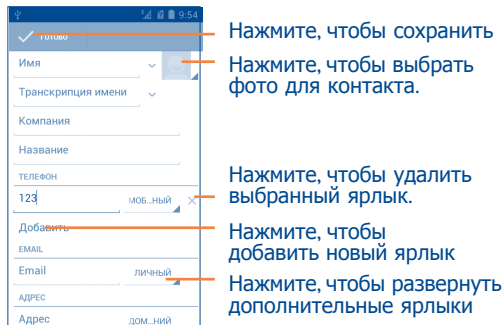 9:54
ГОТОВО
Нажмите, чтобы сохранить
Имя
Нажмите, чтобы выбрать
фото для контакта.
Транскрипция имени
Компания
Название
ТЕЛЕФОН
Нажмите, чтобы удалить
выбранный ярлык.
123 МОБ...НЫЙ
Добавить
Нажмите, чтобы
добавить новый ярлык
EMAIL
Email ЛИЧНЫЙ
Нажмите, чтобы развернуть
дополнительные ярлыки
АДРЕС
Адрес ДОМ...НИЙ